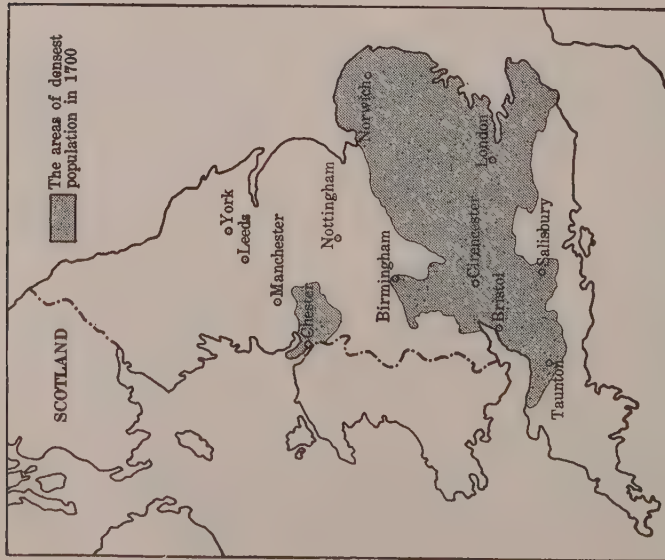 The areas of densest
population in 1700
SCOTLAND
York
Leeds
Manchester
Nottingham
Chester
Norwich
Birmingham
Cirencester
London
Bristol
Salisbury
Taunton